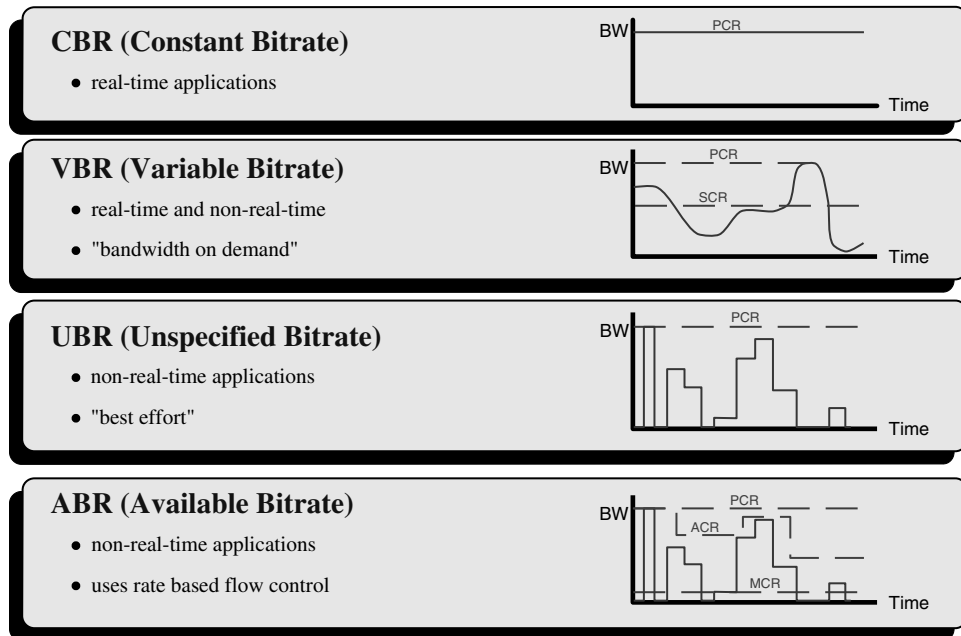 CBR (Constant Bitrate)
• real-time applications
BW
PCR
Time
VBR (Variable Bitrate)
• real-time and non-real-time
• "bandwidth on demand"
BW
PCR
SCR
Time
UBR (Unspecified Bitrate)
• non-real-time applications
• "best effort"
BW
PCR
Time
ABR (Available Bitrate)
• non-real-time applications
• uses rate based flow control
BW
PCR
ACR
MCR
Time